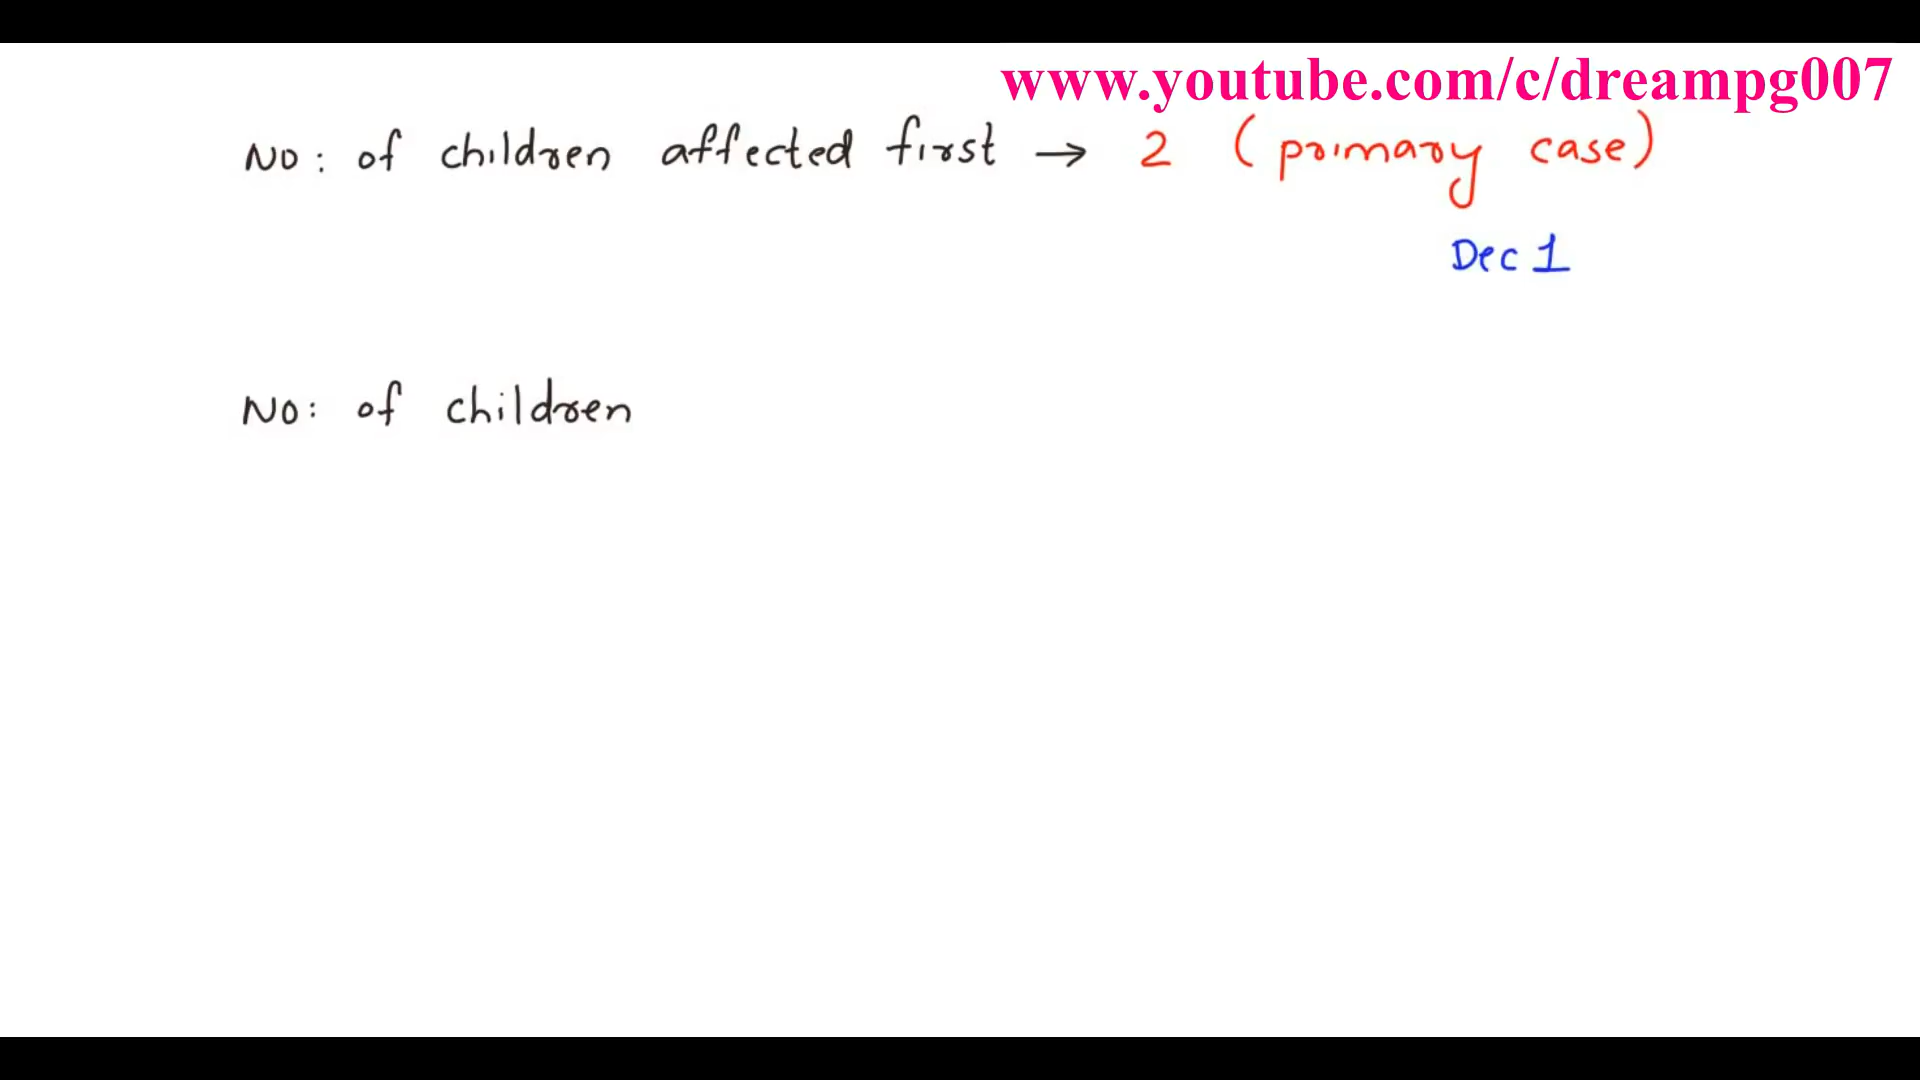 www.youtube.com/c/dreampg007
No: of children affected first → 2 (primary case)
Dec 1
No: of children